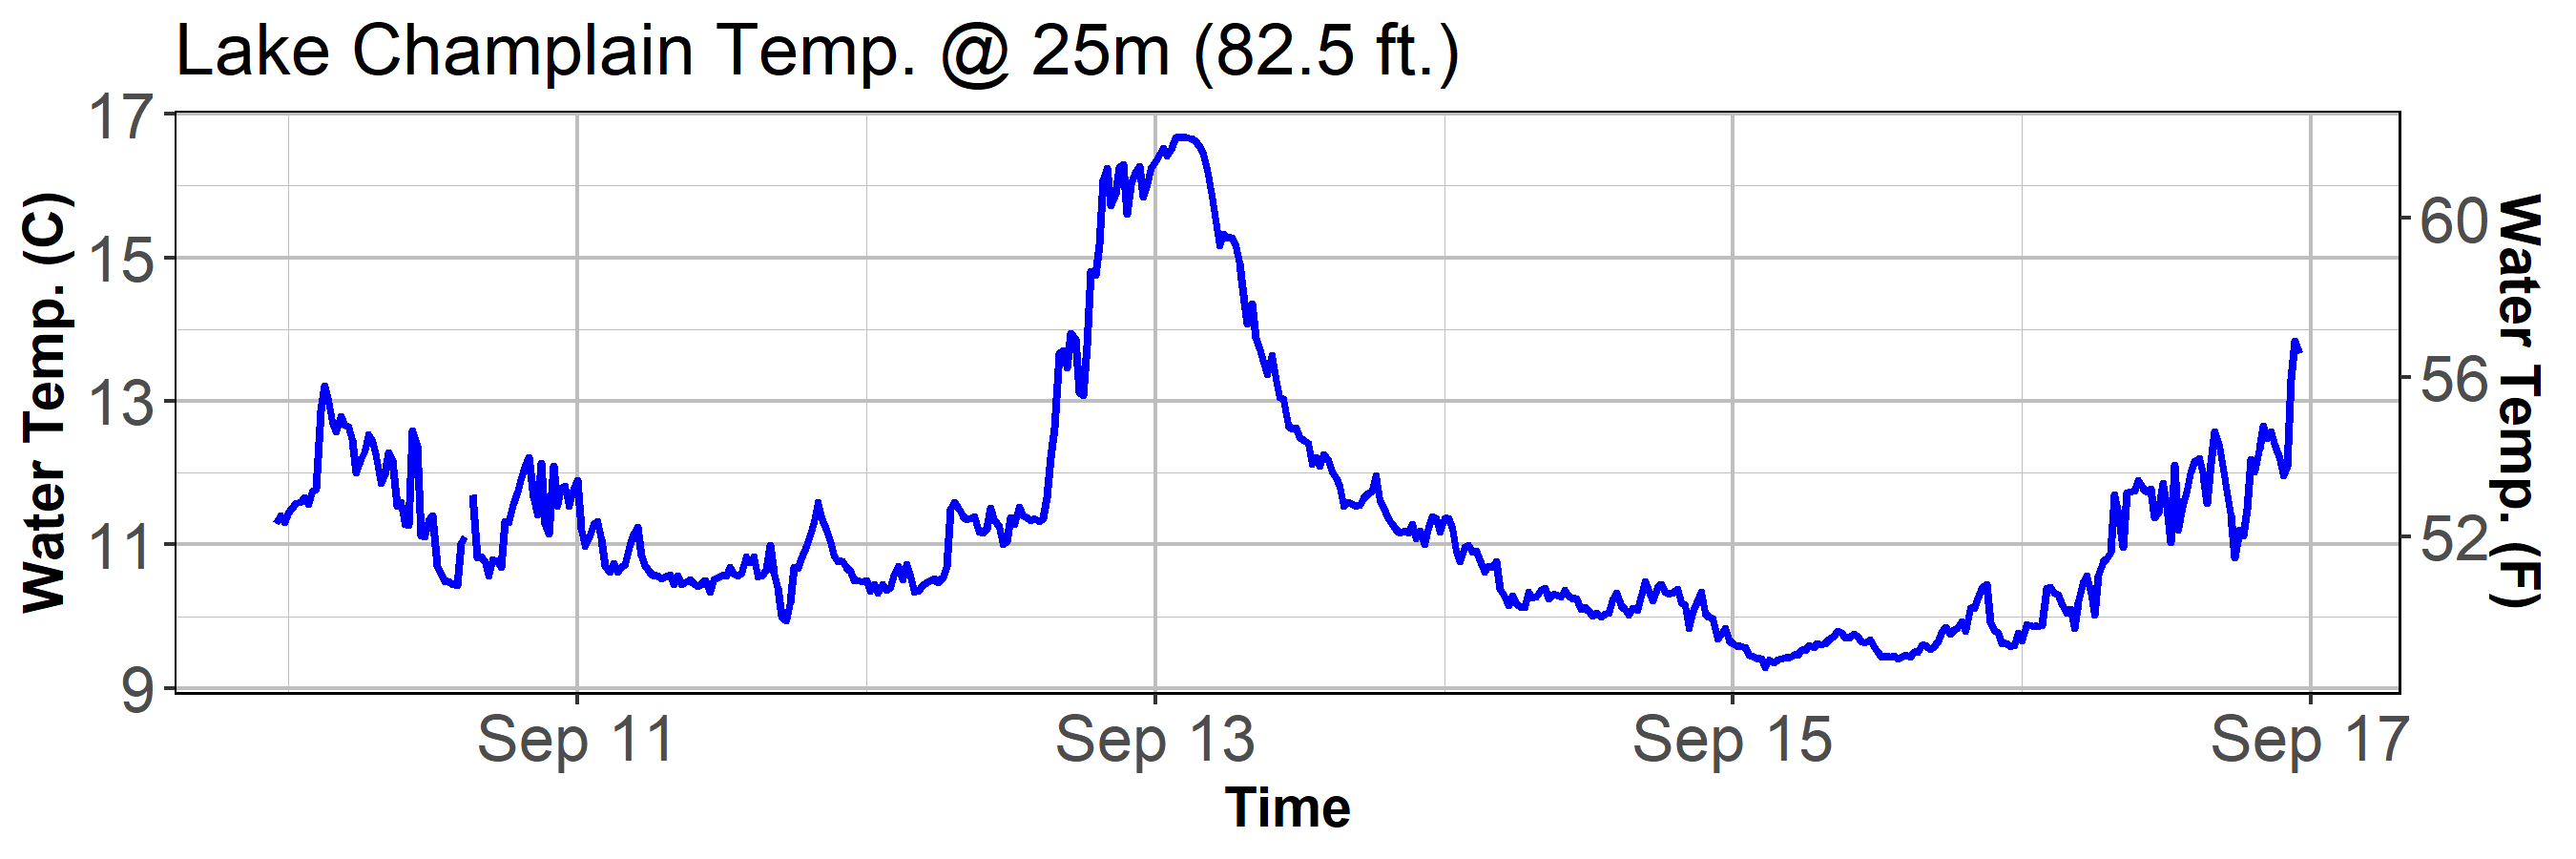 Lake Champlain Temp. @ 25m (82.5 ft.)
Water Temp. (C)
17
15
13
11
9
60
56
52
Water Temp. (F)
Sep 11
Sep 13
Sep 15
Sep 17
Time